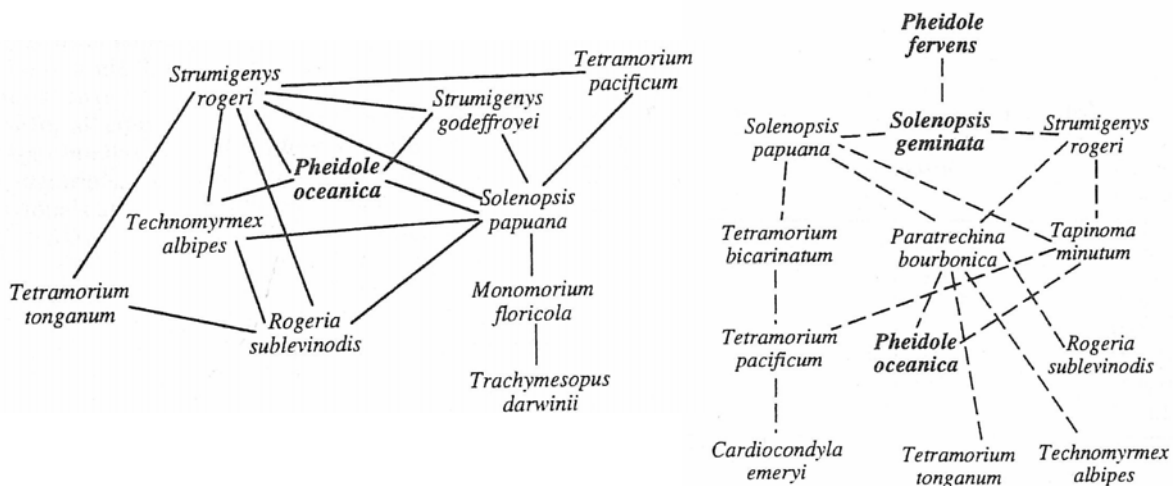 Strumigenys
rogeri
Tetramorium
pacificum
Strumigenys
godeffroyei
Pheidole
oceanica
Solenopsis
papuana
Technomyrmex
albipes
Tetramorium
tonganum
Monomorium
floricola
Rogeria
sublevinodis
Trachymesopus
darwinii
Pheidole
fervens
Solenopsis
papuana
Solenopsis
geminata
Strumigenys
rogeri
Tetramorium
bicarinatum
Paratrechina
bourbonica
Tapinoma
minutum
Tetramorium
pacificum
Pheidole
oceanica
Rogeria
sublevinodis
Cardiocondyla
emeryi
Tetramorium
tonganum
Technomyrmex
albipes